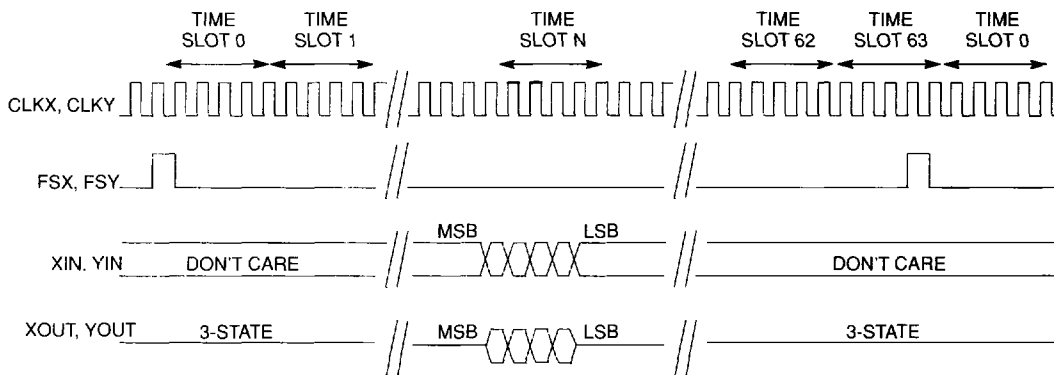 TIME SLOT 0
TIME SLOT 1
TIME SLOT N
TIME SLOT 62
TIME SLOT 63
TIME SLOT 0
CLKX, CLKY
FSX, FSY
MSB LSB
XIN. YIN DON'T CARE DON'T CARE
XOUT, YOUT 3-STATE MSB LSB 3-STATE